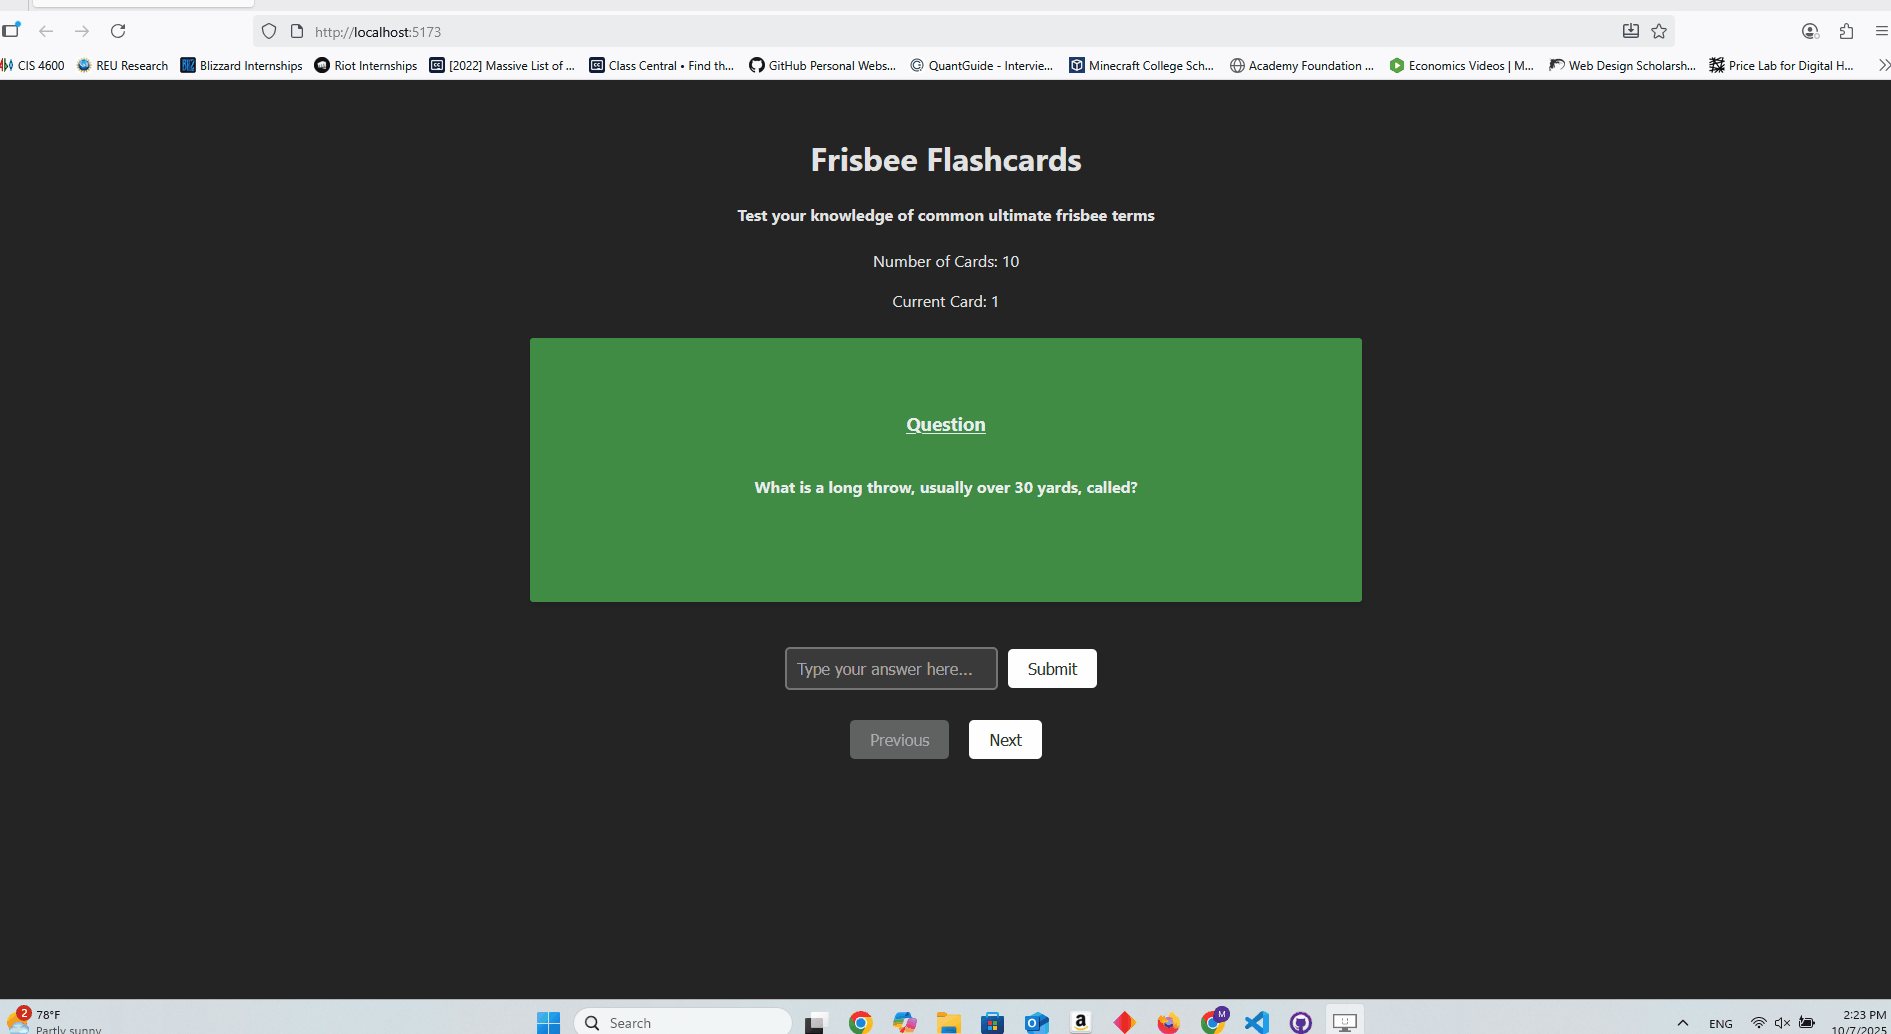 http://localhost:5173
CIS 4600 REU Research Blizzard Internships Riot Internships [2022] Massive List of ... Class Central • Find th... GitHub Personal Webs... QuantGuide - Intervie... Minecraft College Sch... Academy Foundation ... Economics Videos | M... Web Design Scholarsh... Price Lab for Digital H...
Frisbee Flashcards
Test your knowledge of common ultimate frisbee terms
Number of Cards: 10
Current Card: 1
Question
What is a long throw, usually over 30 yards, called?
Type your answer here...
Submit
Previous
Next
2
78°F
Partly sunny
Search
M
ENG
2:23 PM
10/7/2025